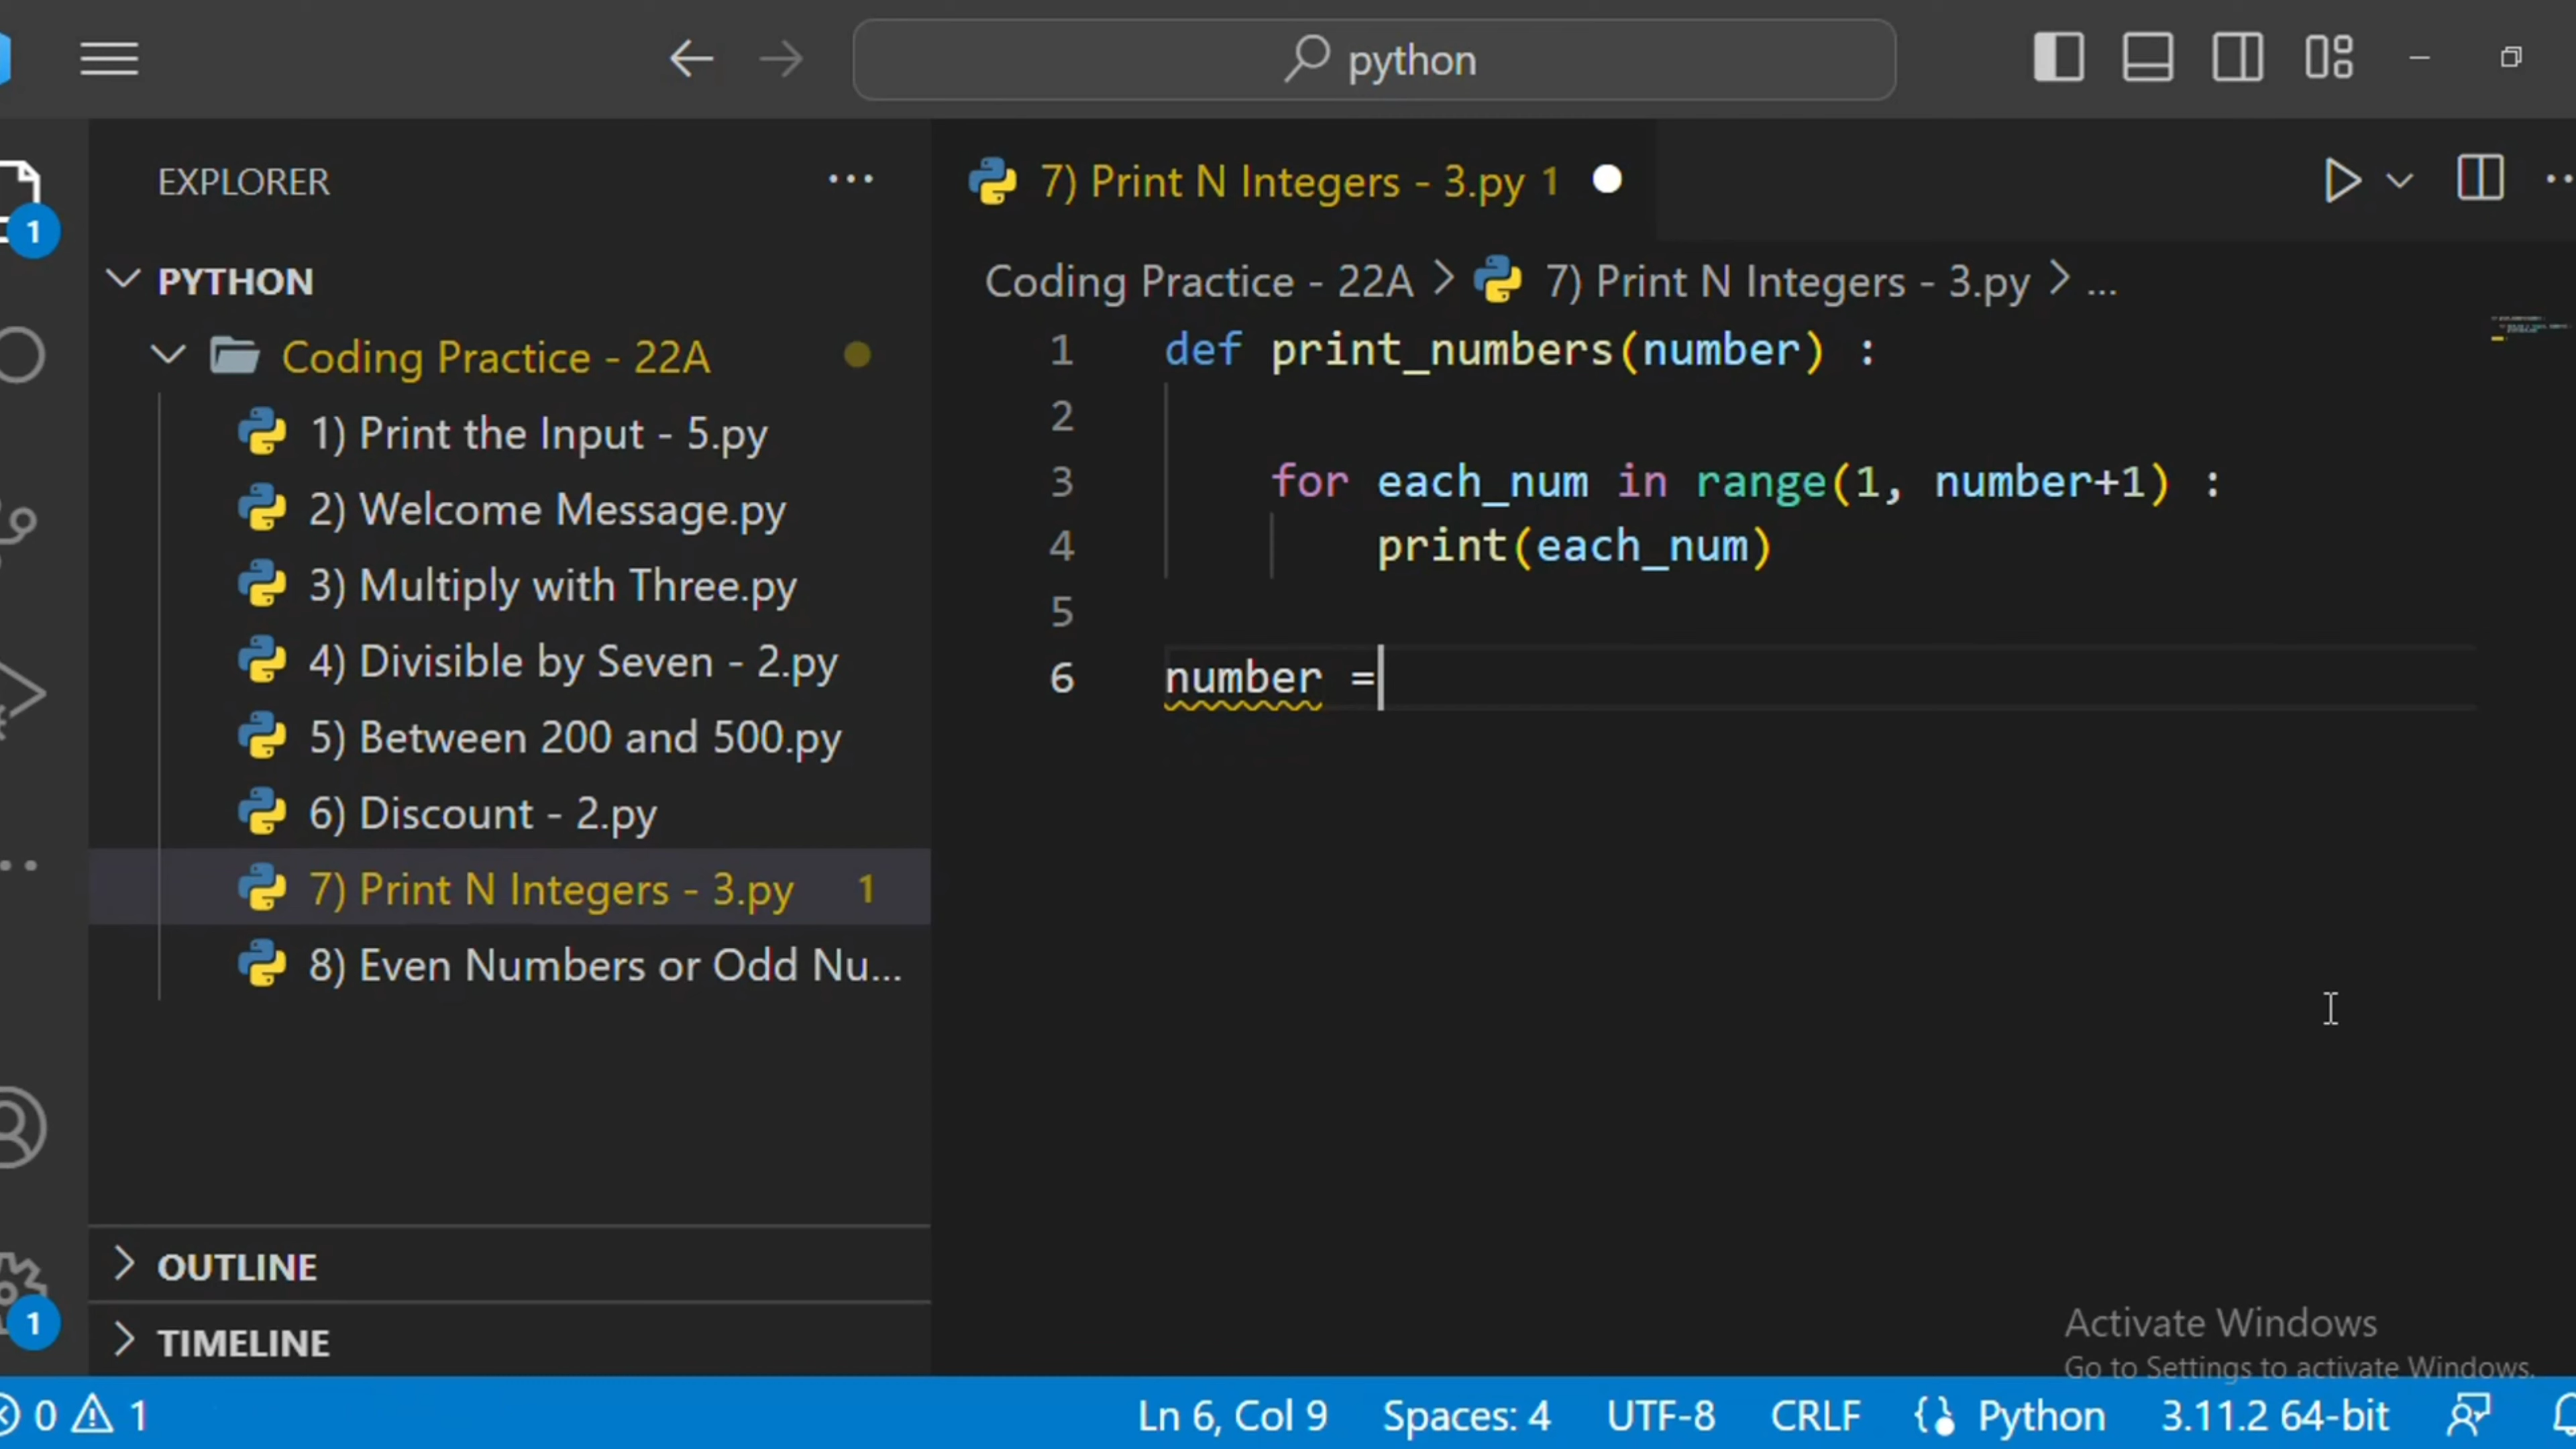 python
EXPLORER
1
PYTHON
Coding Practice - 22A
1) Print the Input - 5.py
2) Welcome Message.py
3) Multiply with Three.py
4) Divisible by Seven - 2.py
5) Between 200 and 500.py
6) Discount - 2.py
7) Print N Integers - 3.py 1
8) Even Numbers or Odd Nu...
OUTLINE
1
TIMELINE
7) Print N Integers - 3.py 1
Coding Practice - 22A > 7) Print N Integers - 3.py > ...
1 def print_numbers(number) :
2
3 for each_num in range(1, number+1) :
4 print(each_num)
5
6 number =
Activate Windows
Go to Settings to activate Windows.
0 1 Ln 6, Col 9 Spaces: 4 UTF-8 CRLF Python 3.11.2 64-bit